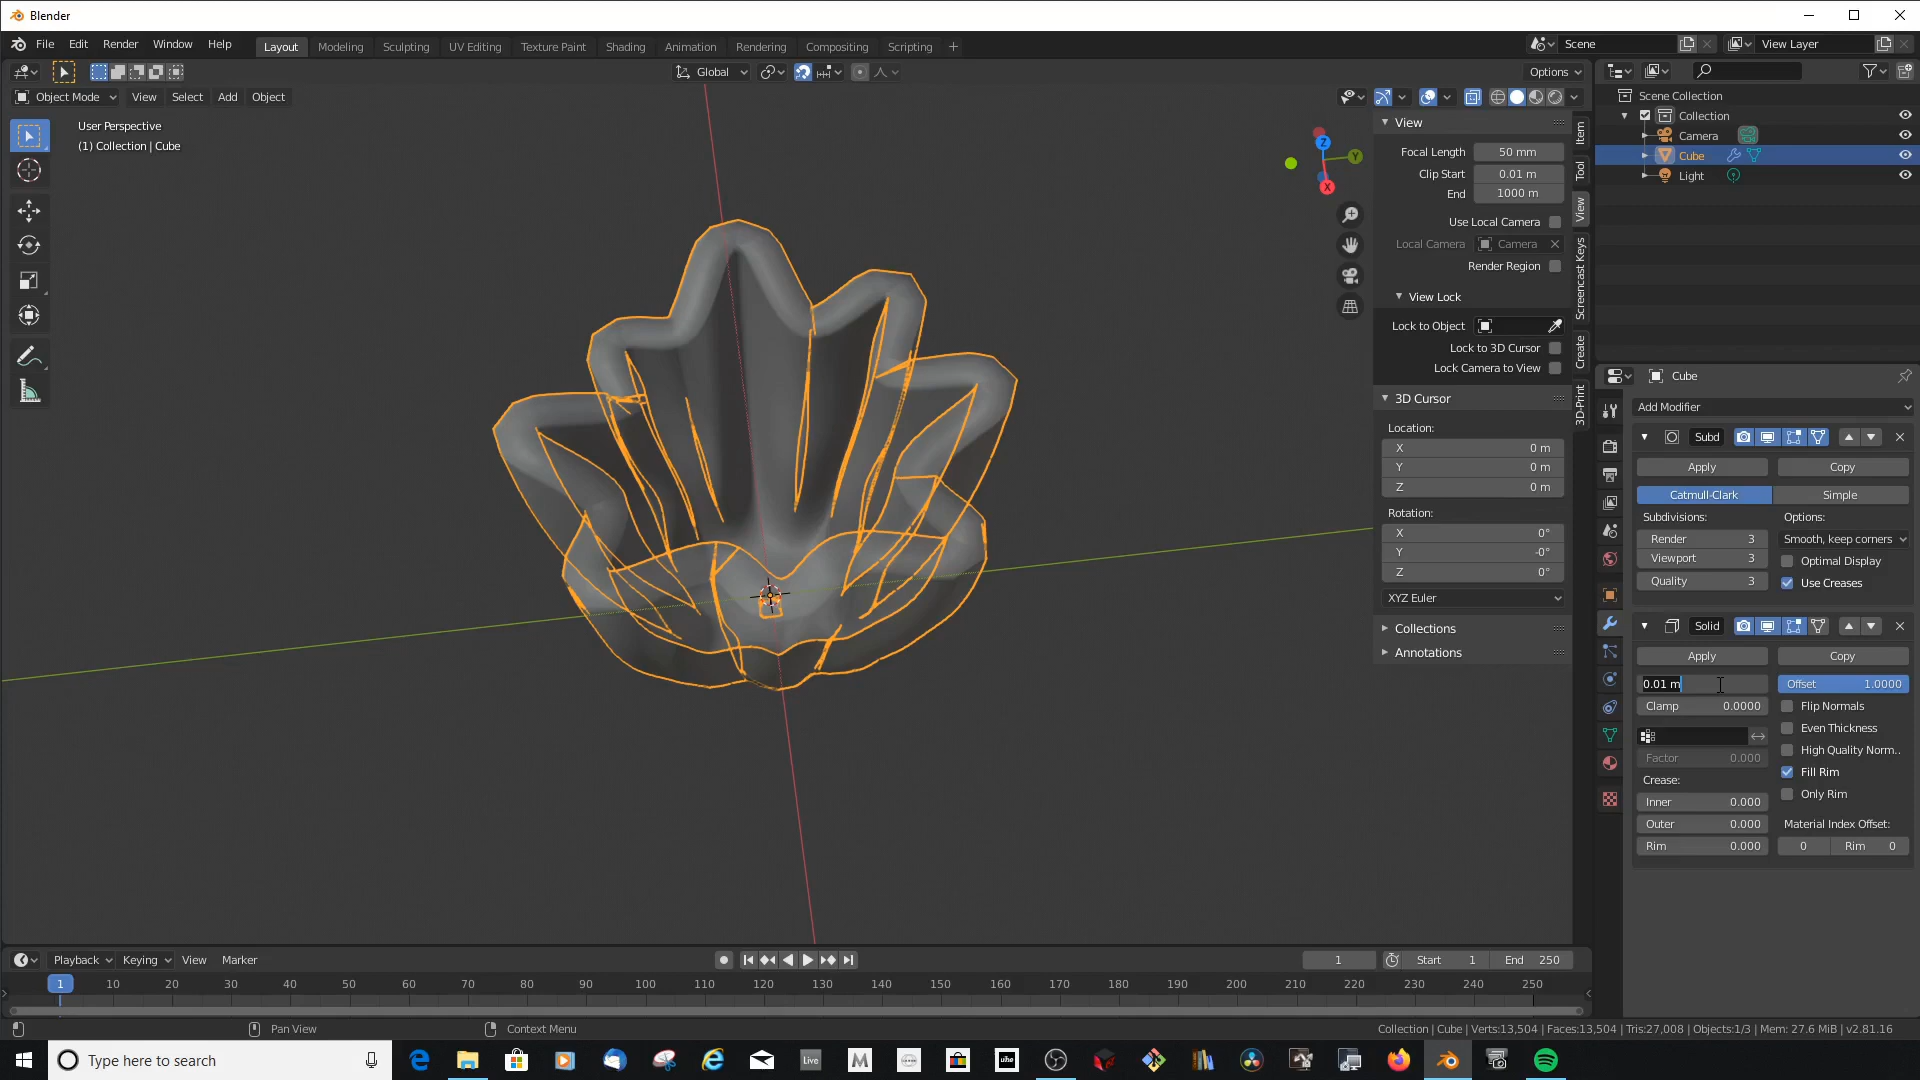 Blender
File Edit Render Window Help
Layout Modeling Sculpting UV Editing Texture Paint Shading Animation Rendering Compositing Scripting +
Scene
View Layer
Global
Options
Object Mode View Select Add Object
User Perspective
(1) Collection | Cube
Z
Y
X
View
Focal Length 50 mm
Clip Start 0.01 m
End 1000 m
Use Local Camera
Local Camera Camera
Render Region
View Lock
Lock to Object
Lock to 3D Cursor
Lock Camera to View
3D Cursor
Location:
X 0 m
Y 0 m
Z 0 m
Rotation:
X 0°
Y -0°
Z 0°
XYZ Euler
Collections
Annotations
Item
Tool
View
Screencast Keys
Create
3D-Print
Scene Collection
Collection
Camera
Cube
Light
Cube
Add Modifier
Subd
Apply Copy
Catmull-Clark Simple
Subdivisions: Options:
Render 3 Smooth, keep corners
Viewport 3 Optimal Display
Quality 3 Use Creases
Solid
Apply Copy
0.01 m Offset 1.0000
Clamp 0.0000 Flip Normals
Even Thickness
High Quality Norm..
Factor 0.000
Fill Rim
Crease:
Only Rim
Inner 0.000
Outer 0.000 Material Index Offset:
Rim 0.000 0 Rim 0
Playback Keying View Marker
1 Start 1 End 250
1 10 20 30 40 50 60 70 80 90 100 110 120 130 140 150 160 170 180 190 200 210 220 230 240 250
Pan View Context Menu
Collection | Cube | Verts:13,504 | Faces:13,504 | Tris:27,008 | Objects:1/3 | Mem: 27.6 MiB | v2.81.16
Type here to search
Live
M
uhe